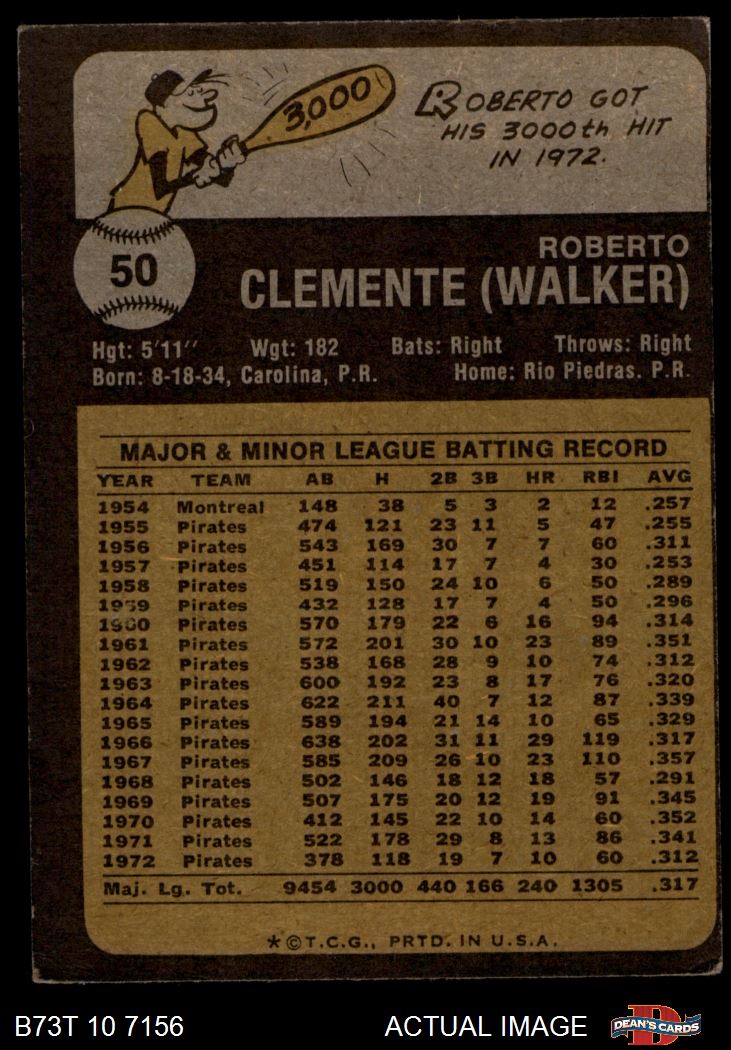 3,000
ROBERTO GOT
HIS 3000th HIT
IN 1972.
50
ROBERTO
CLEMENTE (WALKER)
Hgt: 5'11" Wgt: 182 Bats: Right Throws: Right
Born: 8-18-34, Carolina, P.R. Home: Rio Piedras. P.R.
MAJOR & MINOR LEAGUE BATTING RECORD
YEAR TEAM AB H 2B 3B HR RBI AVG
1954 Montreal 148 38 5 3 2 12 .257
1955 Pirates 474 121 23 11 5 47 .255
1956 Pirates 543 169 30 7 7 60 .311
1957 Pirates 451 114 17 7 4 30 .253
1958 Pirates 519 150 24 10 6 50 .289
1959 Pirates 432 128 17 7 4 50 .296
1960 Pirates 570 179 22 6 16 94 .314
1961 Pirates 572 201 30 10 23 89 .351
1962 Pirates 538 168 28 9 10 74 .312
1963 Pirates 600 192 23 8 17 76 .320
1964 Pirates 622 211 40 7 12 87 .339
1965 Pirates 589 194 21 14 10 65 .329
1966 Pirates 638 202 31 11 29 119 .317
1967 Pirates 585 209 26 10 23 110 .357
1968 Pirates 502 146 18 12 18 57 .291
1969 Pirates 507 175 20 12 19 91 .345
1970 Pirates 412 145 22 10 14 60 .352
1971 Pirates 522 178 29 8 13 86 .341
1972 Pirates 378 118 19 7 10 60 .312
Maj. Lg. Tot. 9454 3000 440 166 240 1305 .317
*©T.C.G., PRTD. IN U.S.A.
B73T 10 7156 ACTUAL IMAGE DEAN'S CARDS